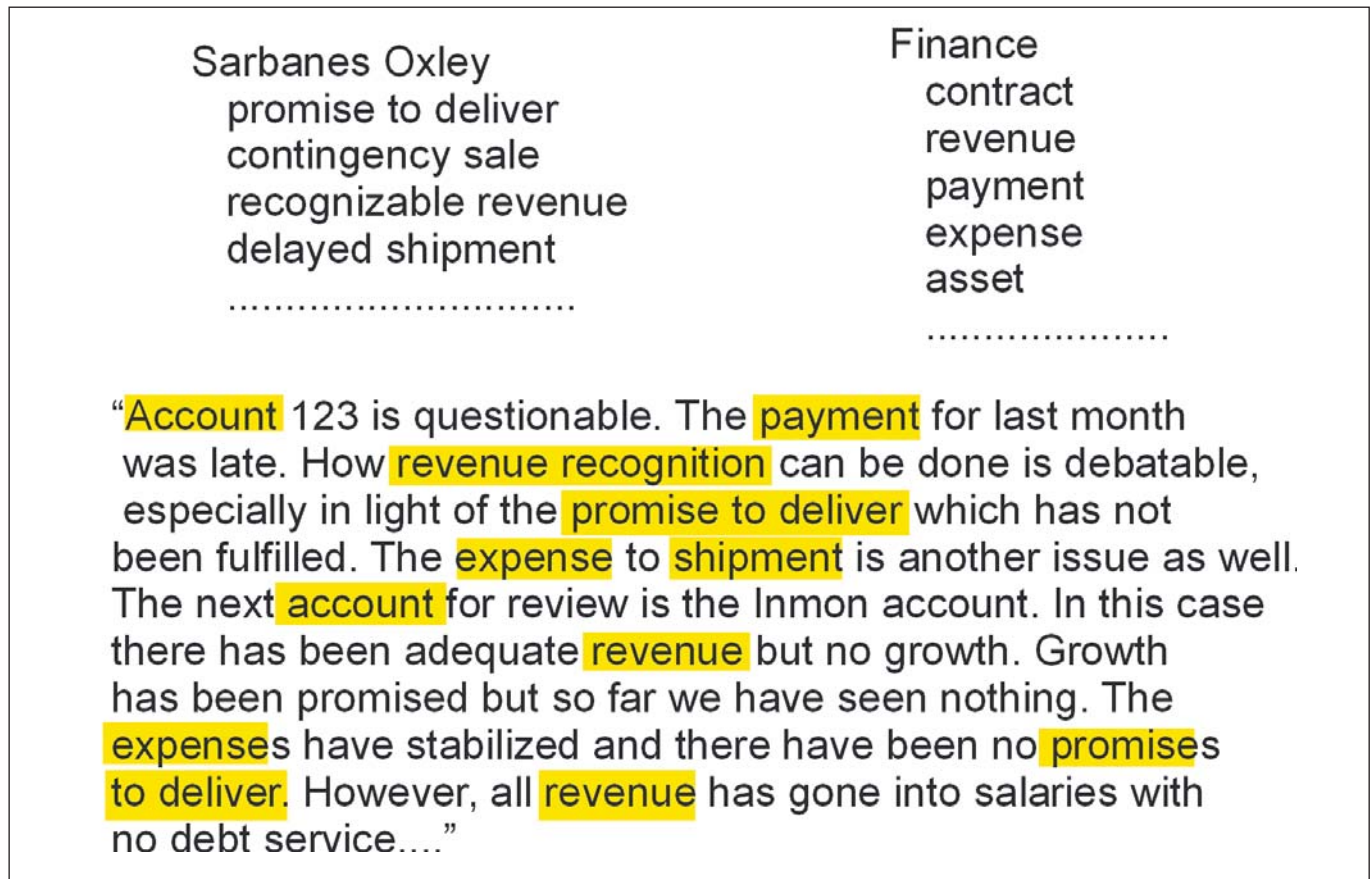 Sarbanes Oxley
promise to deliver
contingency sale
recognizable revenue
delayed shipment
..............................
Finance
contract
revenue
payment
expense
asset
.....................
“Account 123 is questionable. The payment for last month
was late. How revenue recognition can be done is debatable,
especially in light of the promise to deliver which has not
been fulfilled. The expense to shipment is another issue as well.
The next account for review is the Inmon account. In this case
there has been adequate revenue but no growth. Growth
has been promised but so far we have seen nothing. The
expenses have stabilized and there have been no promises
to deliver. However, all revenue has gone into salaries with
no debt service....”